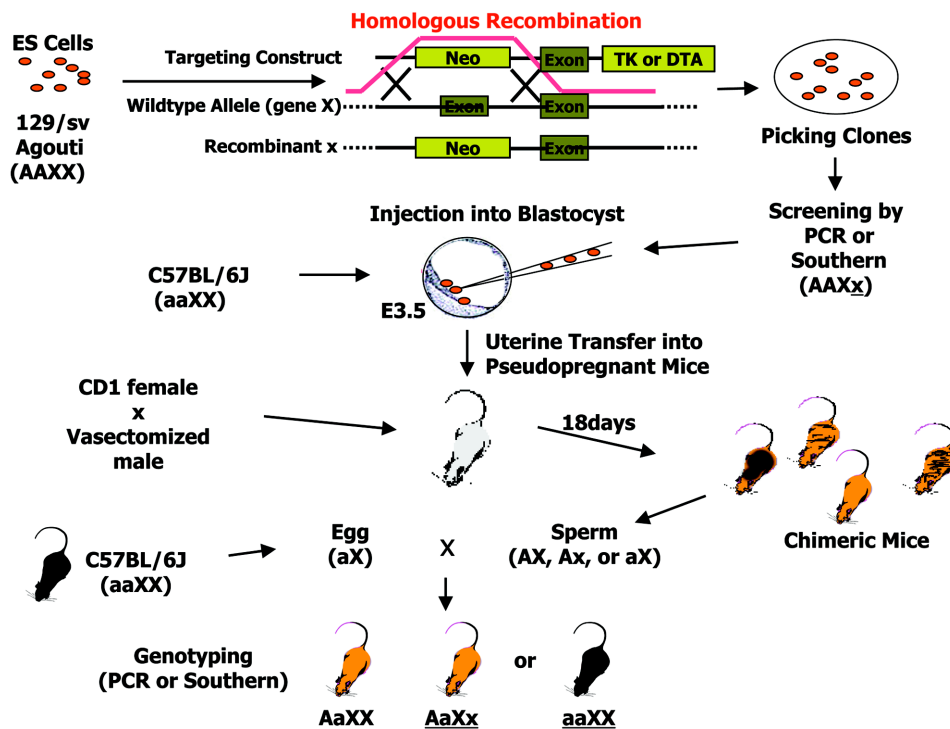 Homologous Recombination
ES Cells
Targeting Construct
Neo
Exon
TK or DTA
Wildtype Allele (gene X)
Exon
Exon
129/sv
Agouti
(AAXX)
Recombinant x
Neo
Exon
Picking Clones
Injection into Blastocyst
Screening by
PCR or
Southern
(AAXx)
C57BL/6J
(aaXX)
E3.5
Uterine Transfer into
Pseudopregnant Mice
CD1 female
x
Vasectomized
male
18days
Chimeric Mice
C57BL/6J
(aaXX)
Egg
(aX)
X
Sperm
(AX, Ax, or aX)
Genotyping
(PCR or Southern)
or
AaXX
AaXx
aaXX